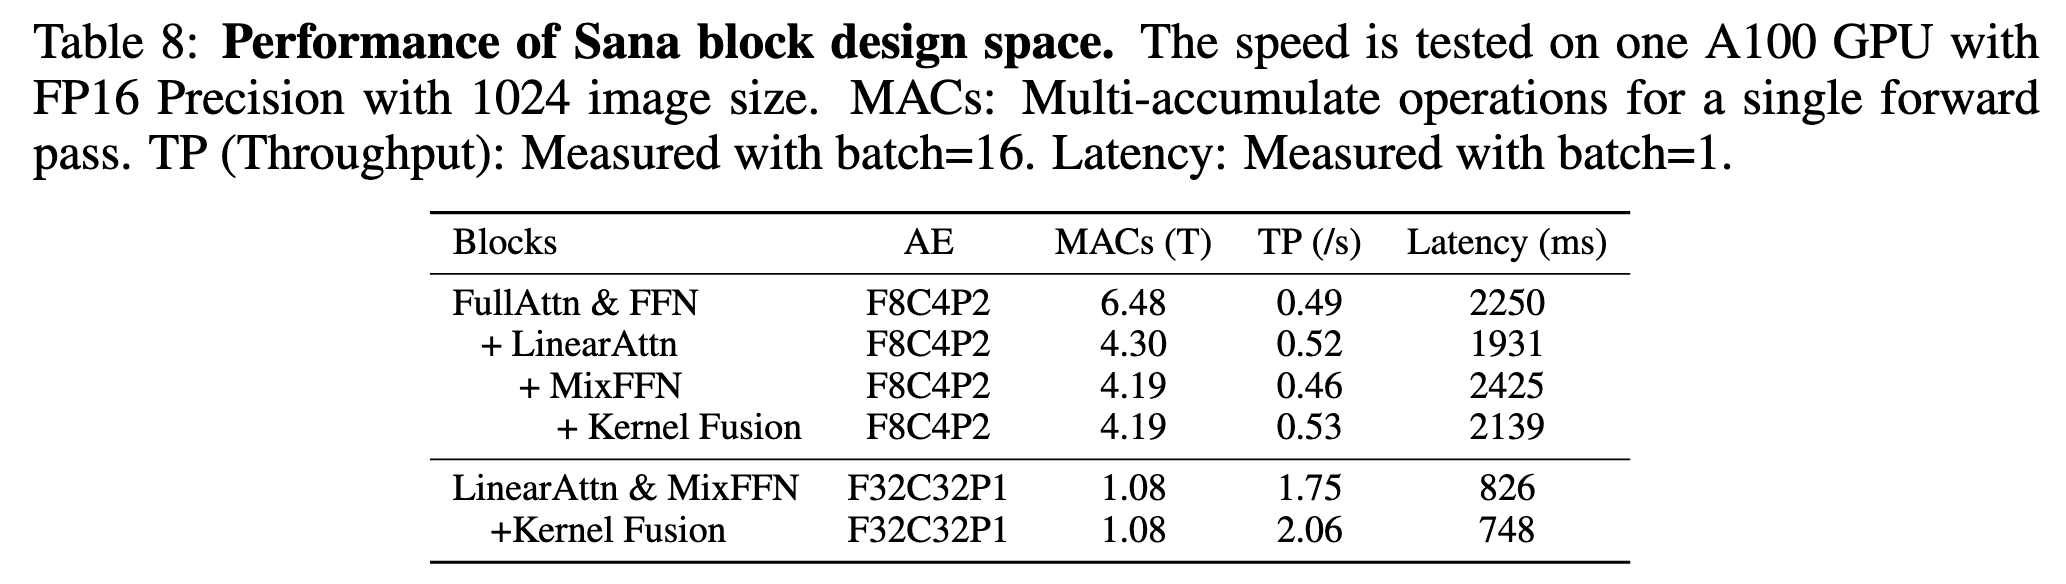 Table 8: Performance of Sana block design space. The speed is tested on one A100 GPU with
FP16 Precision with 1024 image size. MACs: Multi-accumulate operations for a single forward
pass. TP (Throughput): Measured with batch=16. Latency: Measured with batch=1.
Blocks AE MACs (T) TP (/s) Latency (ms)
FullAttn & FFN F8C4P2 6.48 0.49 2250
+ LinearAttn F8C4P2 4.30 0.52 1931
+ MixFFN F8C4P2 4.19 0.46 2425
+ Kernel Fusion F8C4P2 4.19 0.53 2139
LinearAttn & MixFFN F32C32P1 1.08 1.75 826
+Kernel Fusion F32C32P1 1.08 2.06 748